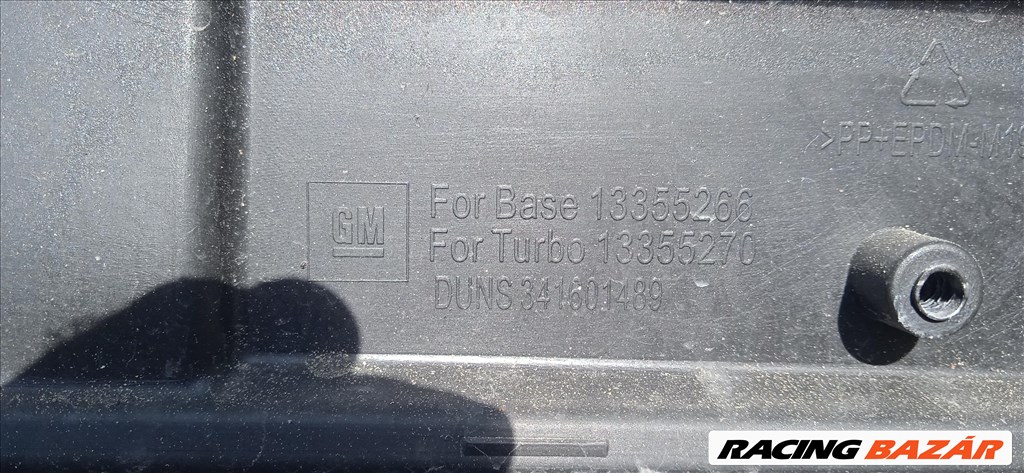 >PP+EPDM-M
GM
For Base 13355266
For Turbo 13355270
DUNS 341601489
RACING BAZÁR